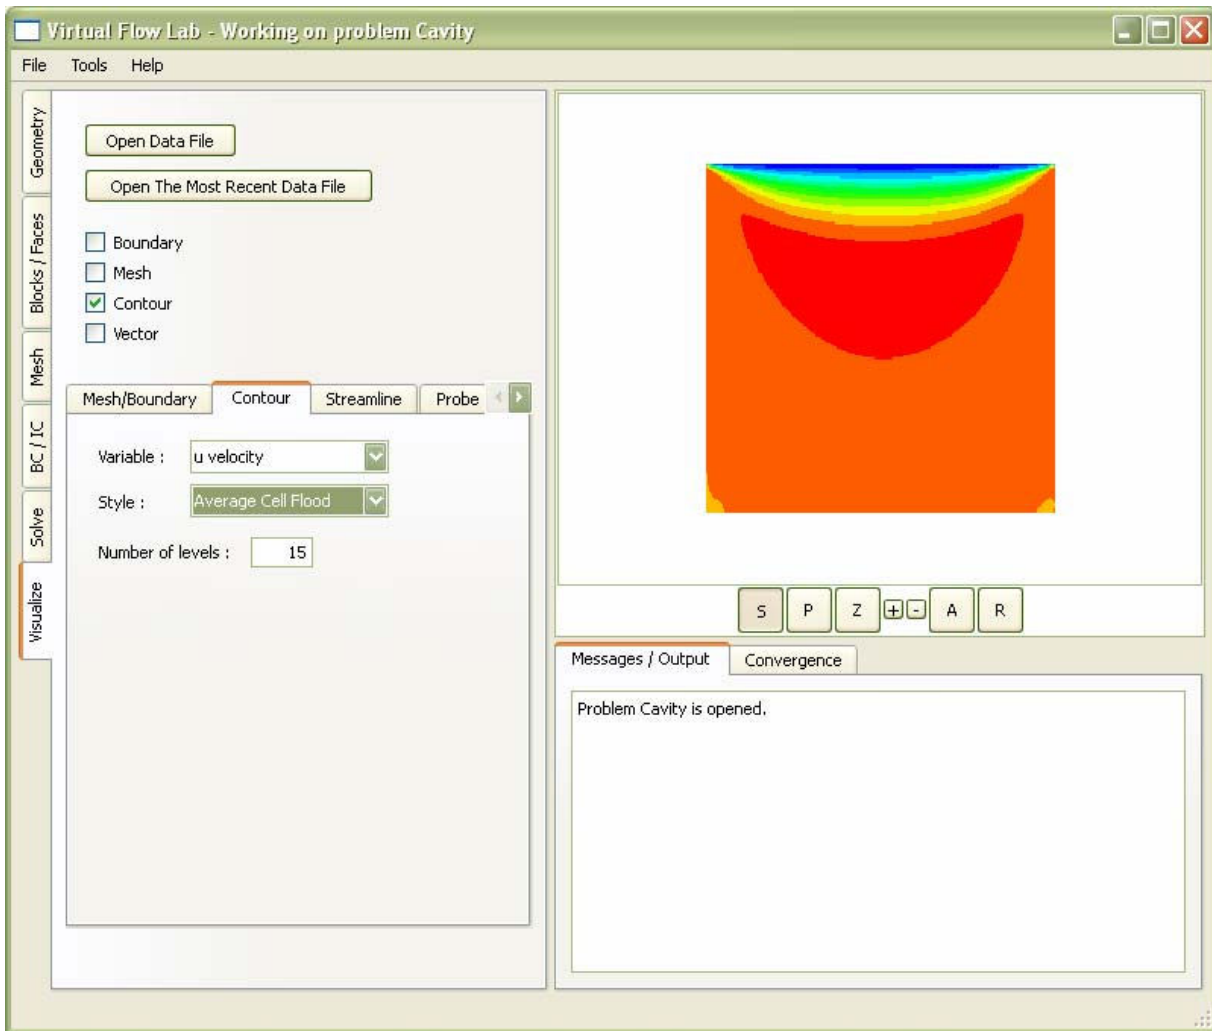 Virtual Flow Lab - Working on problem Cavity
File Tools Help
Geometry
Blocks / Faces
Mesh
BC / IC
Solve
Visualize
Open Data File
Open The Most Recent Data File
Boundary
Mesh
Contour
Vector
Mesh/Boundary Contour Streamline Probe
Variable : u velocity
Style : Average Cell Flood
Number of levels : 15
S P Z + - A R
Messages / Output Convergence
Problem Cavity is opened.